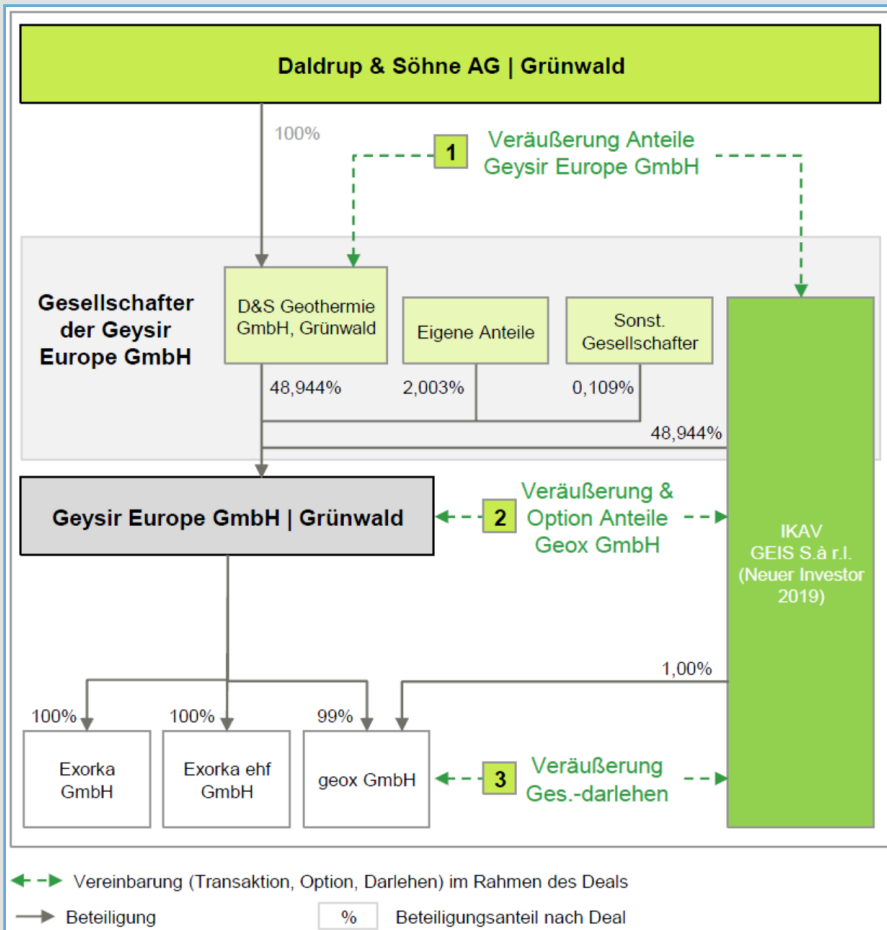 Daldrup & Söhne AG | Grünwald
100%
1
Veräußerung Anteile
Geysir Europe GmbH
Gesellschafter
der Geysir
Europe GmbH
D&S Geothermie
GmbH, Grünwald
Eigene Anteile
Sonst.
Gesellschafter
48,944%
2,003%
0,109%
48,944%
Geysir Europe GmbH | Grünwald
2
Veräußerung &
Option Anteile
Geox GmbH
IKAV
GEIS S.à r.l.
(Neuer Investor
2019)
1,00%
100%
100%
99%
Exorka
GmbH
Exorka ehf
GmbH
geox GmbH
3
Veräußerung
Ges.-darlehen
Vereinbarung (Transaktion, Option, Darlehen) im Rahmen des Deals
Beteiligung
%
Beteiligungsanteil nach Deal